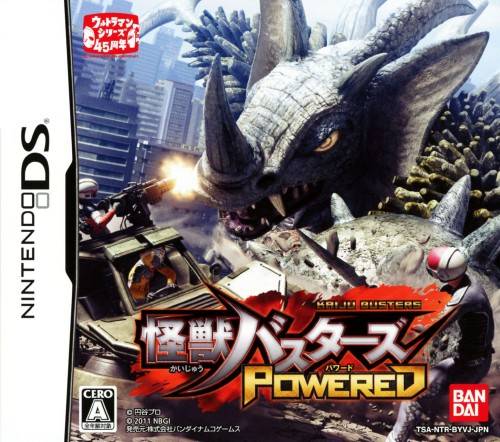 ウルトラマン
シリーズ
45周年
NINTENDO DS
KAIJU BUSTERS
怪獣バスターズ
かいじゅう
パワード
POWERED
CERO
A
全年齢対象
© 円谷プロ
© 2011 NBGI
発売元:株式会社バンダイナムコゲームス
BAN
DAI
TSA-NTR-BYVJ-JPN